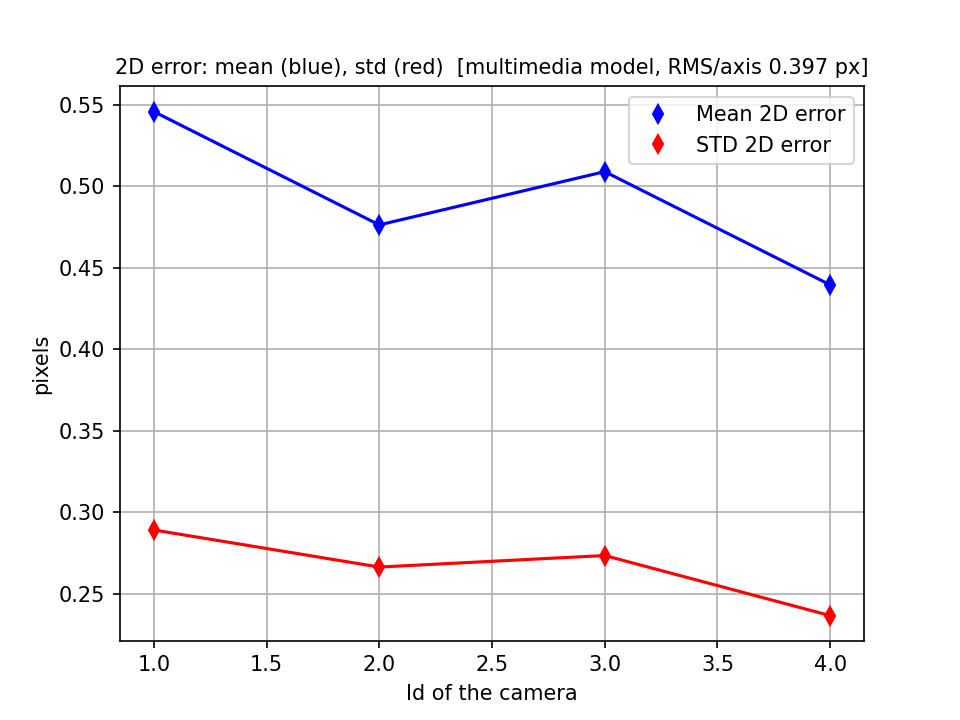 2D error: mean (blue), std (red)  [multimedia model, RMS/axis 0.397 px]
Mean 2D error
STD 2D error
pixels
0.55
0.50
0.45
0.40
0.35
0.30
0.25
1.0 1.5 2.0 2.5 3.0 3.5 4.0
Id of the camera